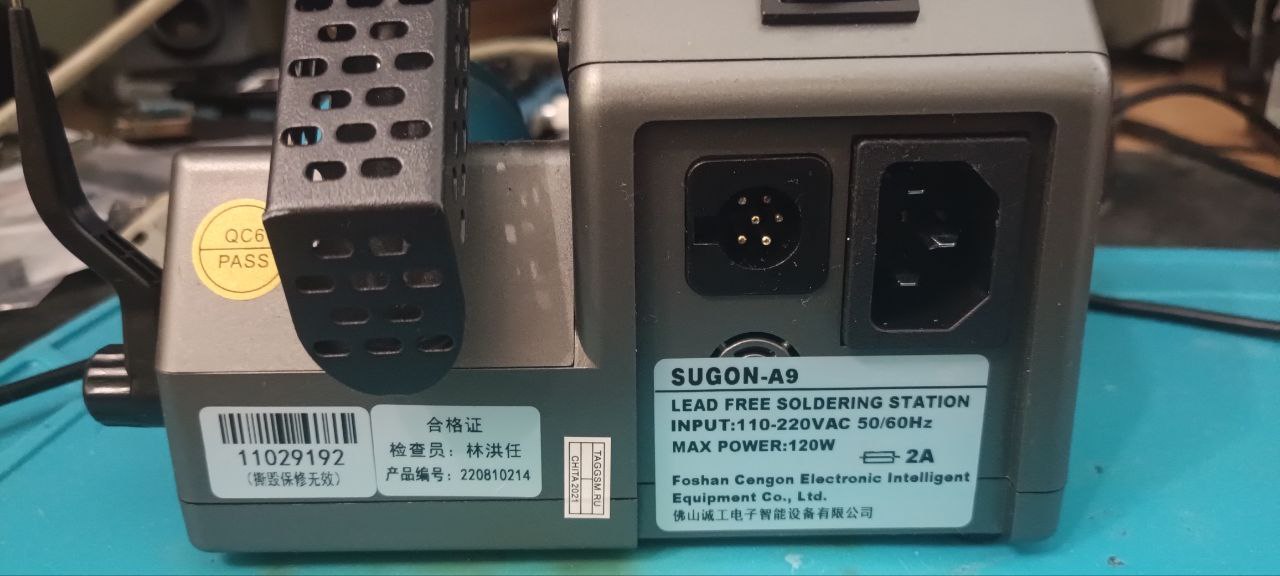 QC6
PASS
11029192
(撕毁保修无效)
合格证
检查员：林洪任
产品编号：220810214
TAGGSM.RU
CHITA 2021
SUGON-A9
LEAD FREE SOLDERING STATION
INPUT:110-220VAC 50/60Hz
MAX POWER:120W
2A
Foshan Cengon Electronic Intelligent
Equipment Co., Ltd.
佛山诚工电子智能设备有限公司